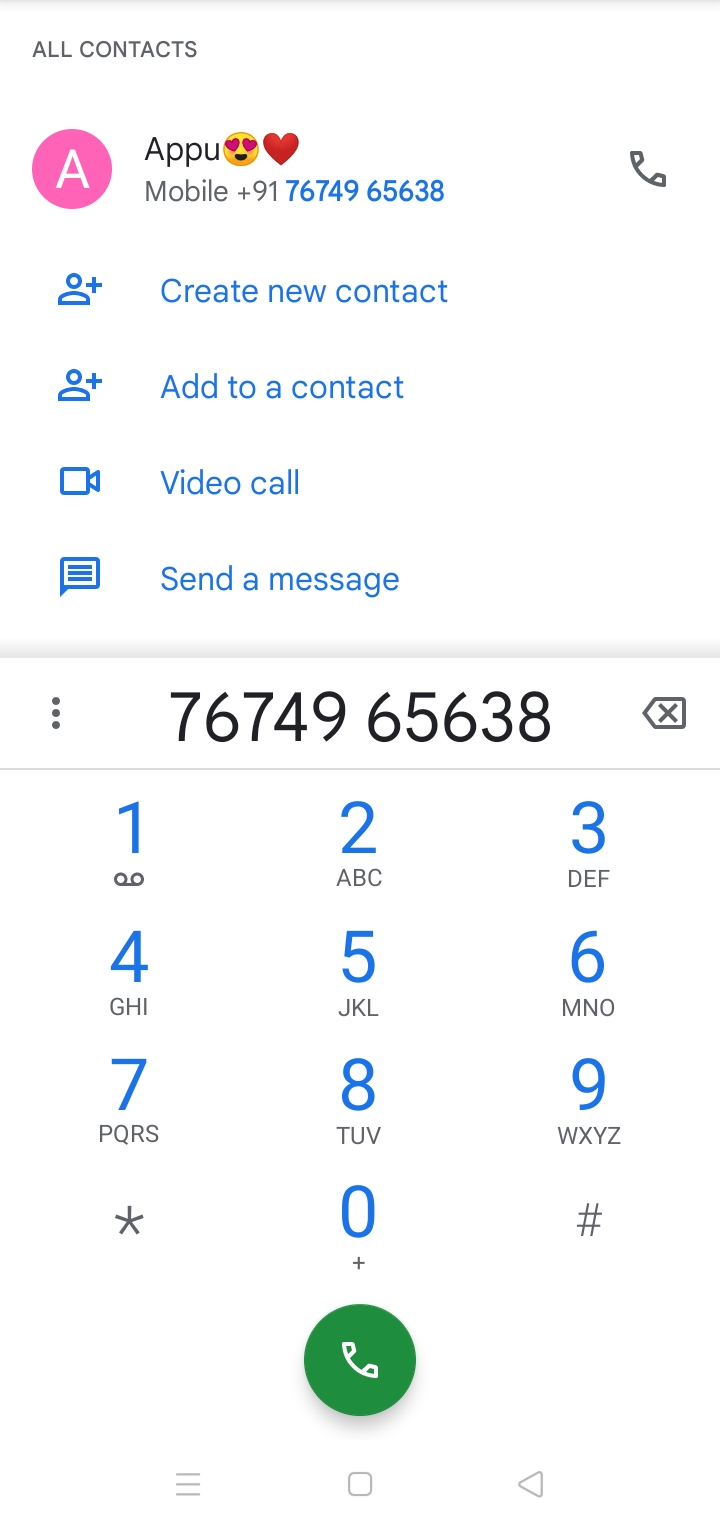 ALL CONTACTS
A
Appu😍❤️
Mobile +91 76749 65638
Create new contact
Add to a contact
Video call
Send a message
76749 65638
1 2 3
ABC DEF
4 5 6
GHI JKL MNO
7 8 9
PQRS TUV WXYZ
* 0 #
+